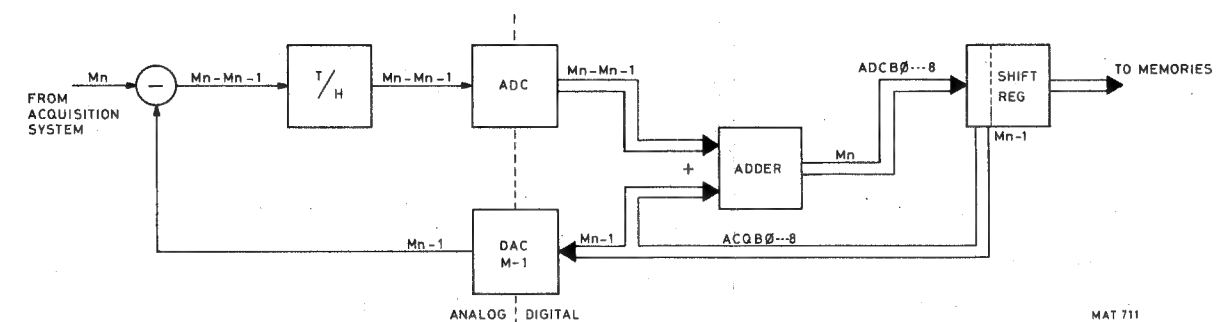 Mn
FROM
ACQUISITION
SYSTEM
−
Mn-Mn-1
T/H
Mn-Mn-1
ADC
Mn-Mn-1
+
ADDER
Mn
ADCBØ---8
SHIFT
REG
TO MEMORIES
Mn-1
ACQBØ---8
Mn-1
DAC
M-1
Mn-1
ANALOG
DIGITAL
MAT 711